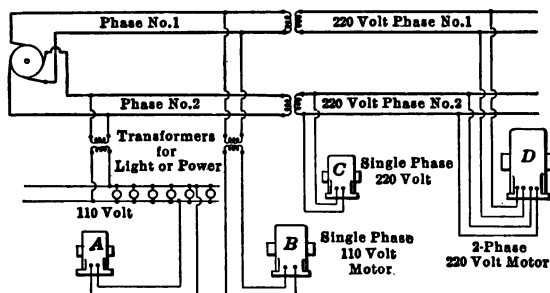 Phase No.1
220 Volt Phase No.1
Phase No.2
220 Volt Phase No.2
Transformers
for
Light or Power
110 Volt
A
B
Single Phase
110 Volt
Motor.
C
Single Phase
220 Volt
D
2-Phase
220 Volt Motor